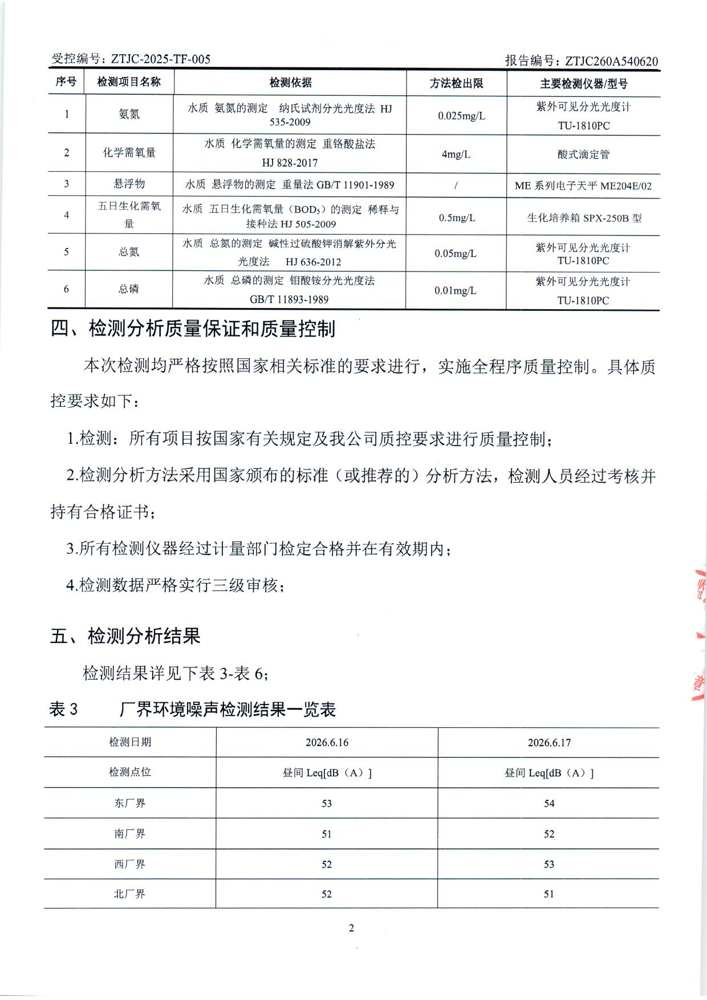 受控编号：ZTJC-2025-TF-005 报告编号：ZTJC260A540620
序号 检测项目名称 检测依据 方法检出限 主要检测仪器/型号
1 氨氮 水质 氨氮的测定 纳氏试剂分光光度法 HJ 535-2009 0.025mg/L 紫外可见分光光度计 TU-1810PC
2 化学需氧量 水质 化学需氧量的测定 重铬酸盐法 HJ 828-2017 4mg/L 酸式滴定管
3 悬浮物 水质 悬浮物的测定 重量法 GB/T 11901-1989 / ME 系列电子天平 ME204E/02
4 五日生化需氧量 水质 五日生化需氧量（BOD₅）的测定 稀释与接种法 HJ 505-2009 0.5mg/L 生化培养箱 SPX-250B 型
5 总氮 水质 总氮的测定 碱性过硫酸钾消解紫外分光光度法 HJ 636-2012 0.05mg/L 紫外可见分光光度计 TU-1810PC
6 总磷 水质 总磷的测定 钼酸铵分光光度法 GB/T 11893-1989 0.01mg/L 紫外可见分光光度计 TU-1810PC
四、检测分析质量保证和质量控制
本次检测均严格按照国家相关标准的要求进行，实施全程序质量控制。具体质
控要求如下：
1.检测：所有项目按国家有关规定及我公司质控要求进行质量控制；
2.检测分析方法采用国家颁布的标准（或推荐的）分析方法，检测人员经过考核并
持有合格证书；
3.所有检测仪器经过计量部门检定合格并在有效期内；
4.检测数据严格实行三级审核；
五、检测分析结果
检测结果详见下表 3-表 6；
表 3 厂界环境噪声检测结果一览表
检测日期 2026.6.16 2026.6.17
检测点位 昼间 Leq[dB（A）] 昼间 Leq[dB（A）]
东厂界 53 54
南厂界 51 52
西厂界 52 53
北厂界 52 51
2
章